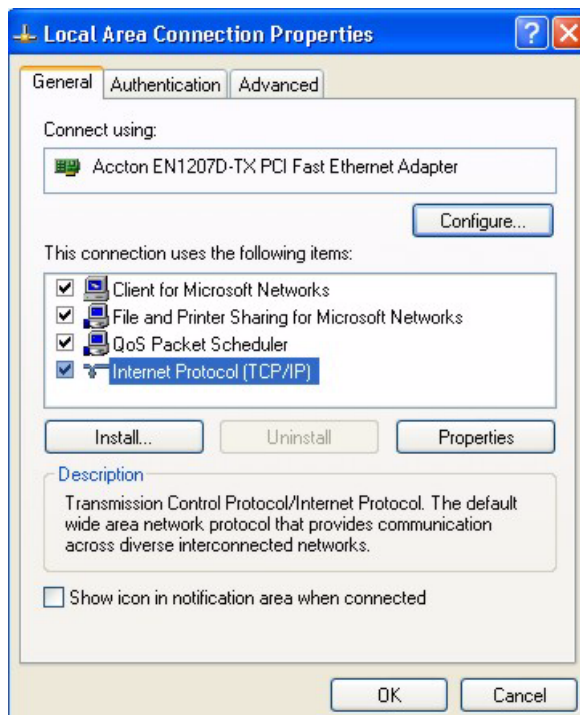 Local Area Connection Properties
General Authentication Advanced
Connect using:
Accton EN1207D-TX PCI Fast Ethernet Adapter
Configure...
This connection uses the following items:
Client for Microsoft Networks
File and Printer Sharing for Microsoft Networks
QoS Packet Scheduler
Internet Protocol (TCP/IP)
Install... Uninstall Properties
Description
Transmission Control Protocol/Internet Protocol. The default
wide area network protocol that provides communication
across diverse interconnected networks.
Show icon in notification area when connected
OK Cancel